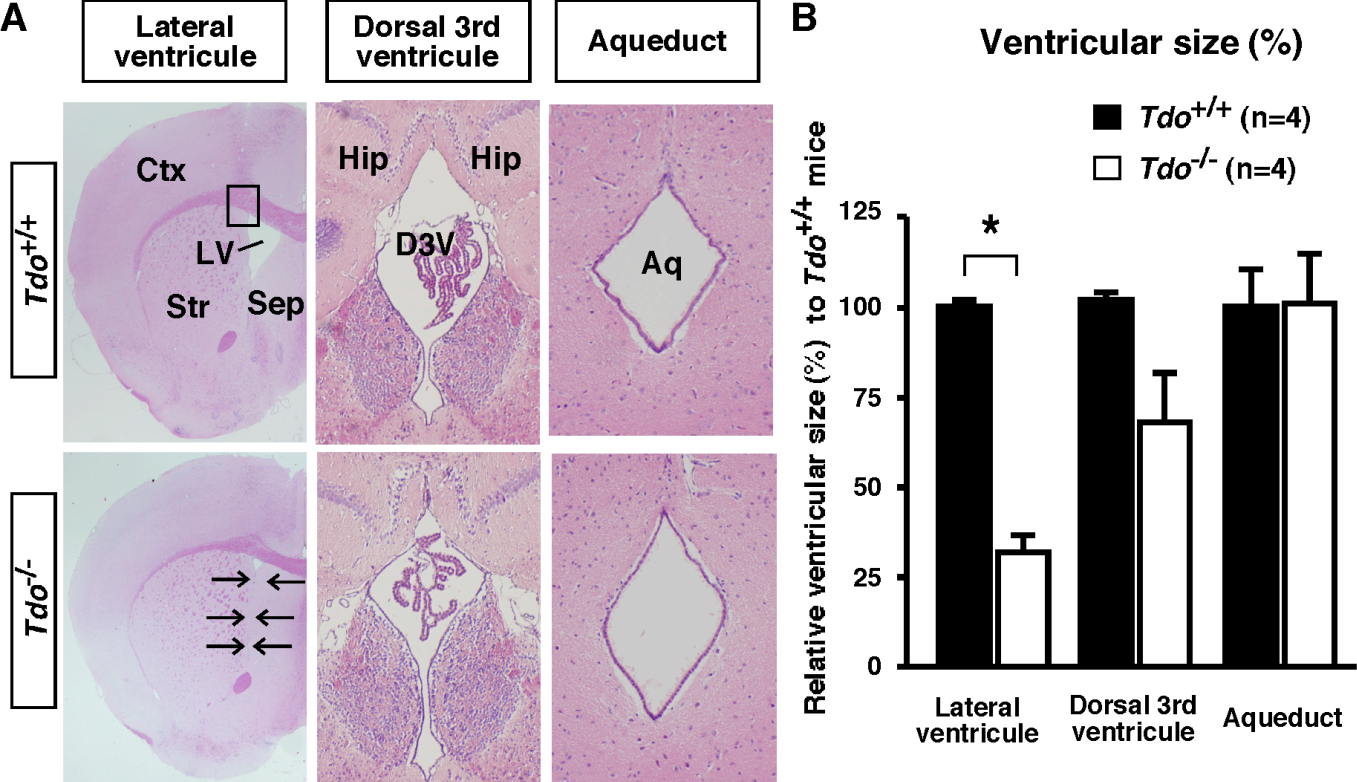 A
Lateral
ventricule
Dorsal 3rd
ventricule
Aqueduct
Tdo+/+
Ctx
LV
Str
Sep
Hip
Hip
D3V
Aq
Tdo-/-
B
Ventricular size (%)
Tdo+/+ (n=4)
Tdo-/- (n=4)
Relative ventricular size (%) to Tdo+/+ mice
125
100
75
50
25
0
*
Lateral
ventricule
Dorsal 3rd
ventricule
Aqueduct